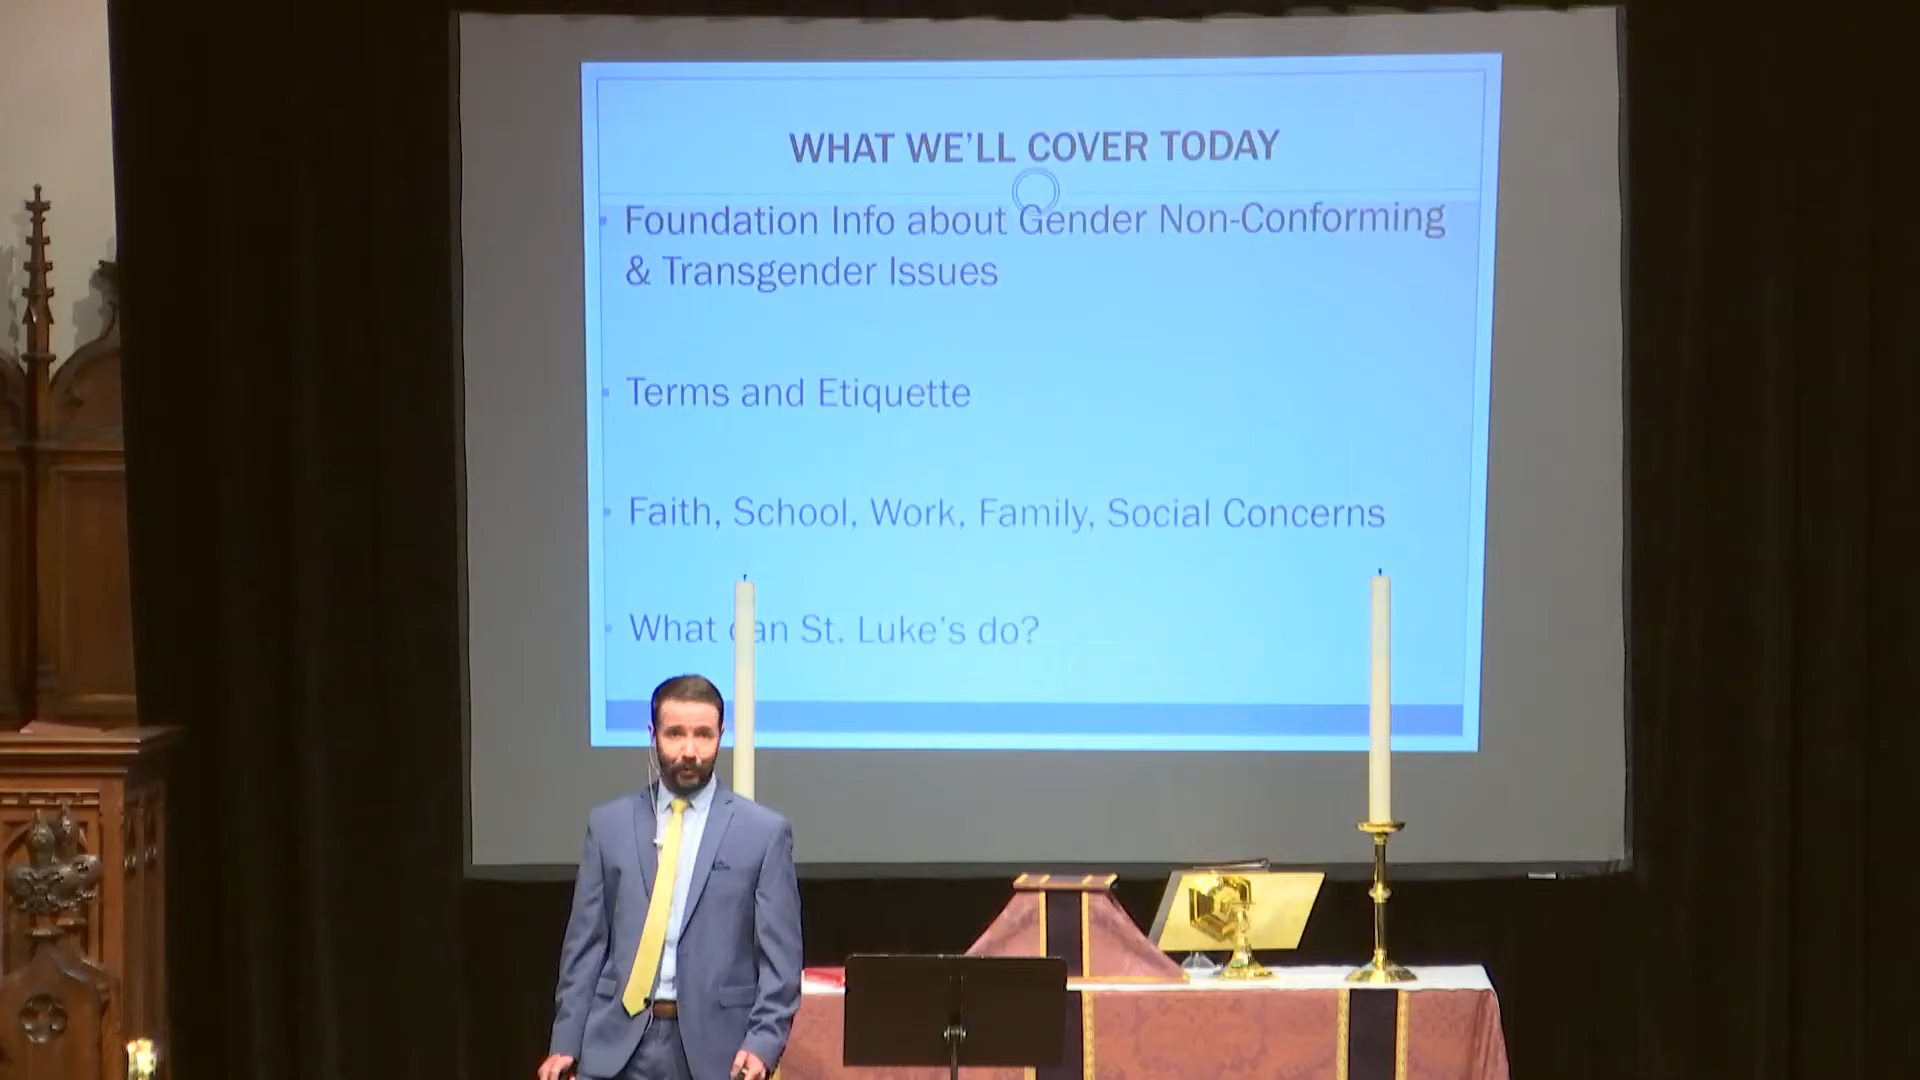 WHAT WE'LL COVER TODAY
Foundation Info about Gender Non-Conforming
& Transgender Issues
Terms and Etiquette
Faith, School, Work, Family, Social Concerns
What can St. Luke's do?